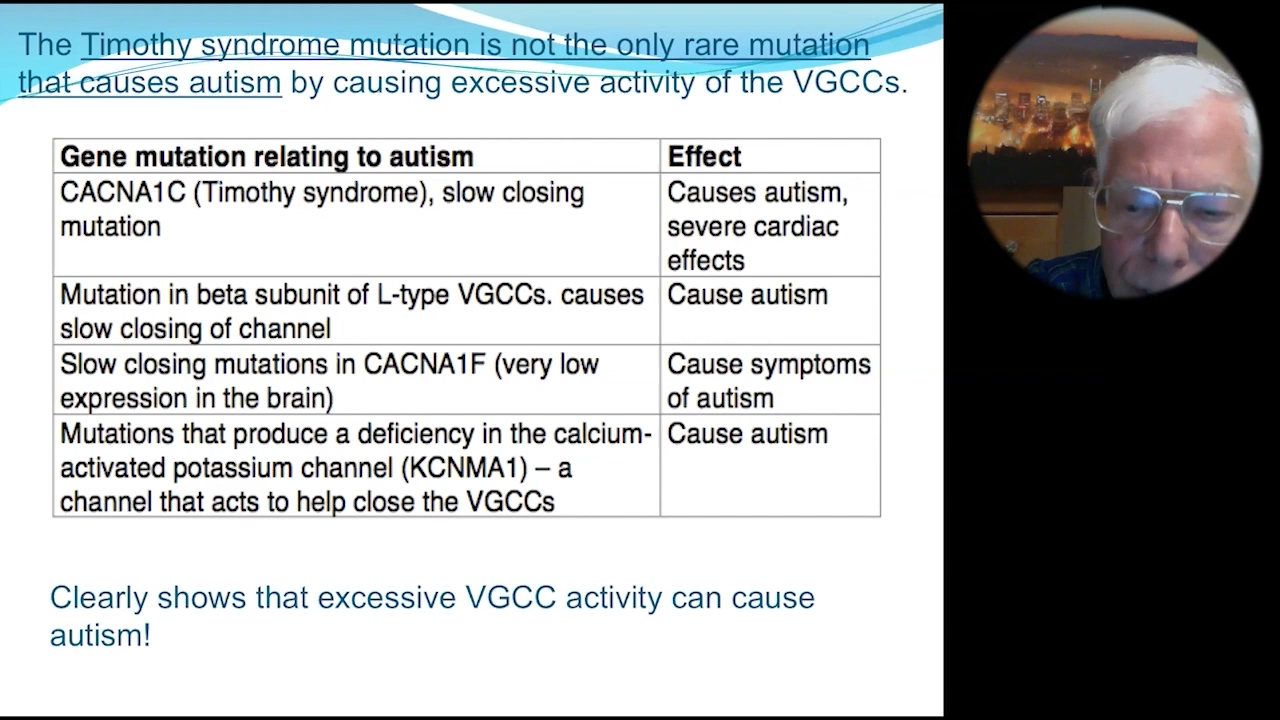 The Timothy syndrome mutation is not the only rare mutation
that causes autism by causing excessive activity of the VGCCs.
Gene mutation relating to autism
Effect
CACNA1C (Timothy syndrome), slow closing
mutation
Causes autism,
severe cardiac
effects
Mutation in beta subunit of L-type VGCCs. causes
slow closing of channel
Cause autism
Slow closing mutations in CACNA1F (very low
expression in the brain)
Cause symptoms
of autism
Mutations that produce a deficiency in the calcium-
activated potassium channel (KCNMA1) – a
channel that acts to help close the VGCCs
Cause autism
Clearly shows that excessive VGCC activity can cause
autism!